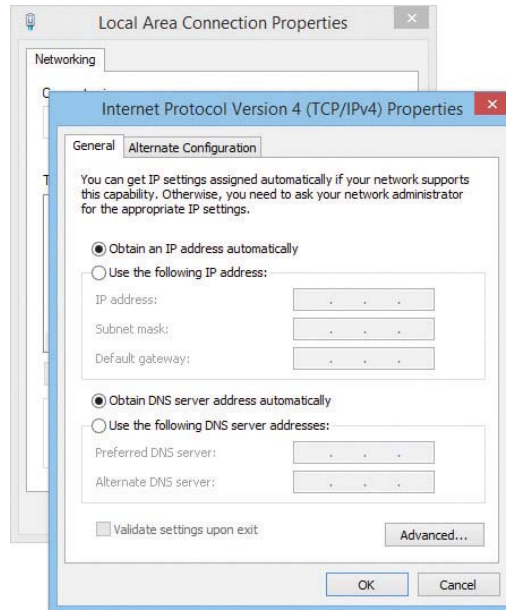 Local Area Connection Properties
Networking
Internet Protocol Version 4 (TCP/IPv4) Properties
General
Alternate Configuration
You can get IP settings assigned automatically if your network supports
this capability. Otherwise, you need to ask your network administrator
for the appropriate IP settings.
Obtain an IP address automatically
Use the following IP address:
IP address:
Subnet mask:
Default gateway:
Obtain DNS server address automatically
Use the following DNS server addresses:
Preferred DNS server:
Alternate DNS server:
Validate settings upon exit
Advanced...
OK
Cancel